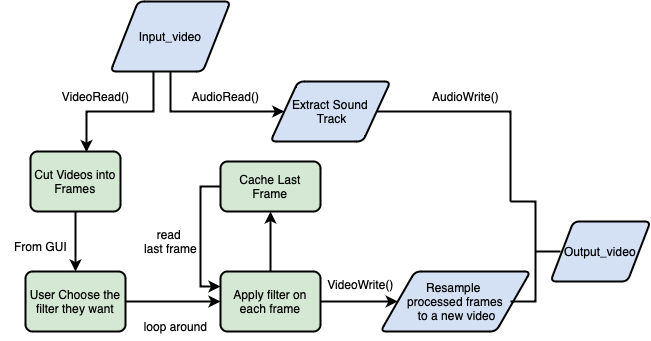 Input_video
VideoRead()
AudioRead()
AudioWrite()
Extract Sound
Track
Cut Videos into
Frames
Cache Last
Frame
From GUI
read
last frame
Output_video
VideoWrite()
User Choose the
filter they want
loop around
Apply filter on
each frame
Resample
processed frames
to a new video